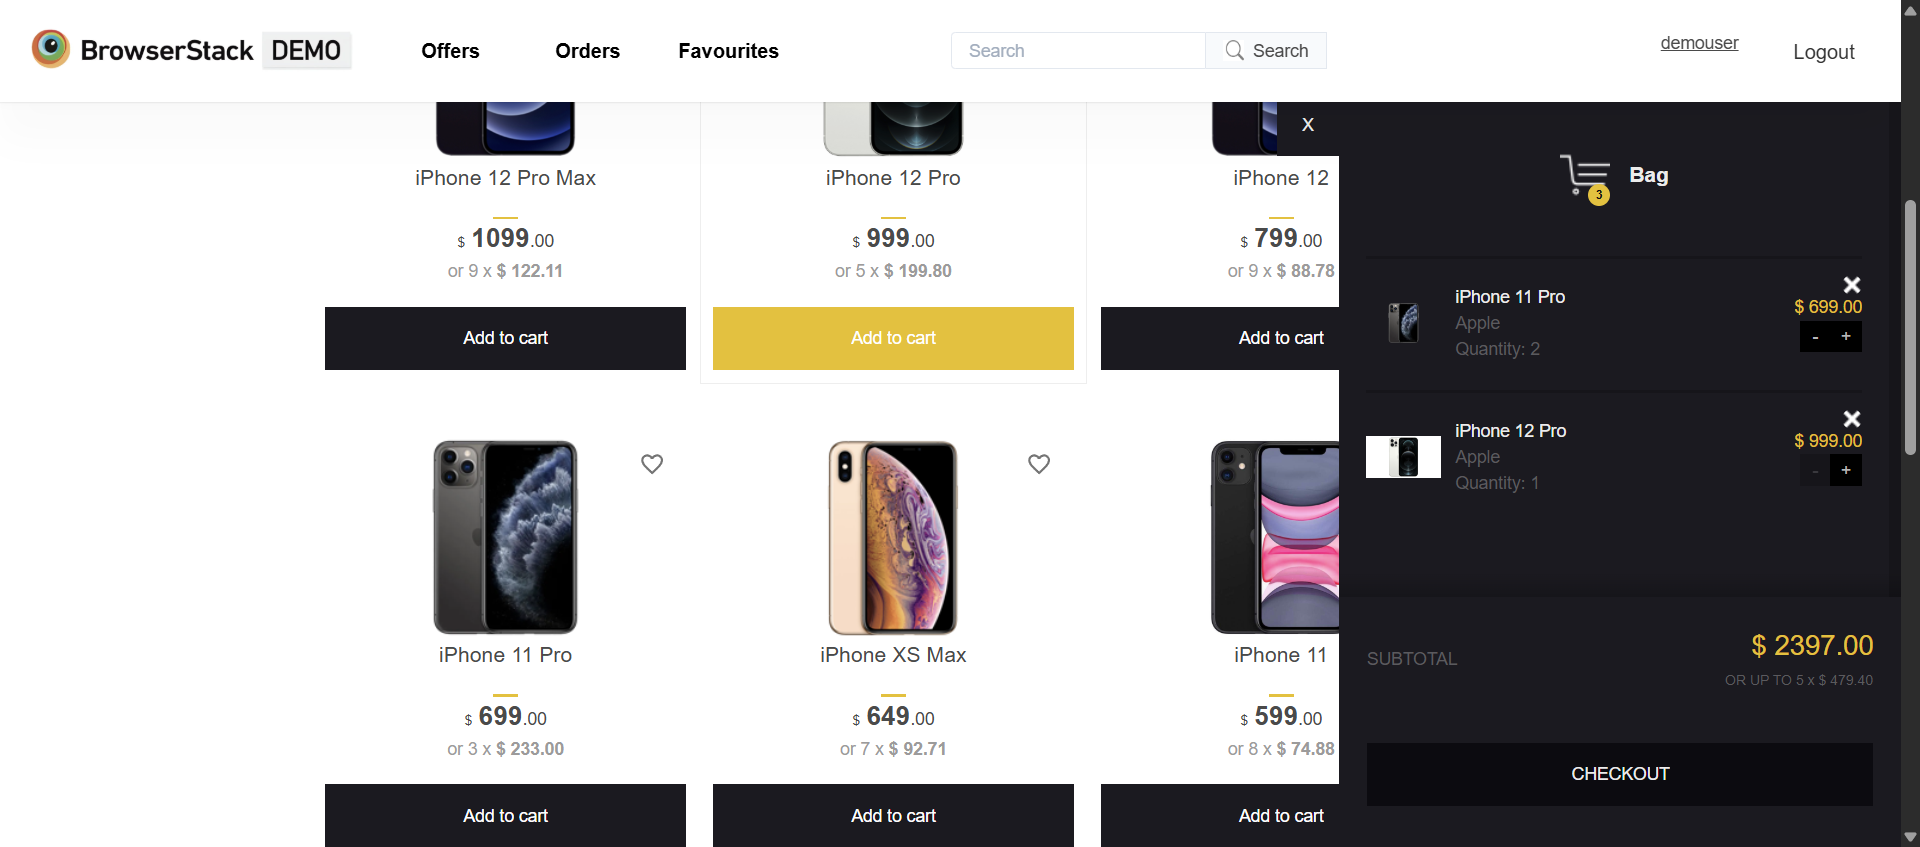 BrowserStack DEMO
Offers
Orders
Favourites
Search
Search
demouser
Logout
iPhone 12 Pro Max
$ 1099.00
or 9 x $ 122.11
Add to cart
iPhone 12 Pro
$ 999.00
or 5 x $ 199.80
Add to cart
iPhone 12
$ 799.00
or 9 x $ 88.78
Add to cart
iPhone 11 Pro
$ 699.00
or 3 x $ 233.00
Add to cart
iPhone XS Max
$ 649.00
or 7 x $ 92.71
Add to cart
iPhone 11
$ 599.00
or 8 x $ 74.88
Add to cart
X
3
Bag
iPhone 11 Pro
Apple
Quantity: 2
$ 699.00
- +
iPhone 12 Pro
Apple
Quantity: 1
$ 999.00
- +
SUBTOTAL
$ 2397.00
OR UP TO 5 x $ 479.40
CHECKOUT